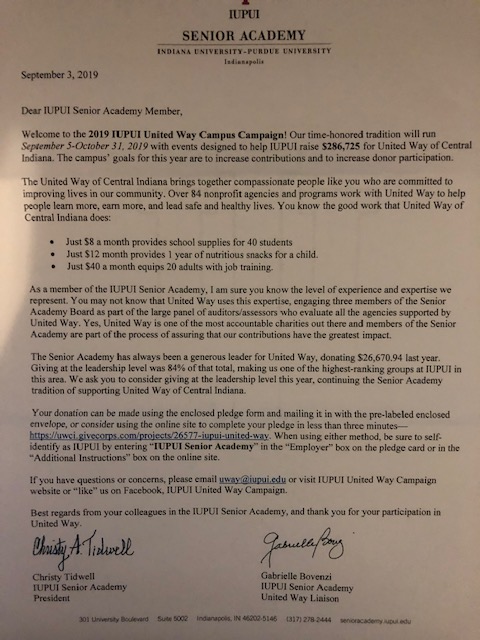 IUPUI
SENIOR ACADEMY
INDIANA UNIVERSITY-PURDUE UNIVERSITY
Indianapolis
September 3, 2019
Dear IUPUI Senior Academy Member,
Welcome to the 2019 IUPUI United Way Campus Campaign! Our time-honored tradition will run
September 5-October 31, 2019 with events designed to help IUPUI raise $286,725 for United Way of Central
Indiana. The campus' goals for this year are to increase contributions and to increase donor participation.
The United Way of Central Indiana brings together compassionate people like you who are committed to
improving lives in our community. Over 84 nonprofit agencies and programs work with United Way to help
people learn more, earn more, and lead safe and healthy lives. You know the good work that United Way of
Central Indiana does:
• Just $8 a month provides school supplies for 40 students
• Just $12 month provides 1 year of nutritious snacks for a child.
• Just $40 a month equips 20 adults with job training.
As a member of the IUPUI Senior Academy, I am sure you know the level of experience and expertise we
represent. You may not know that United Way uses this expertise, engaging three members of the Senior
Academy Board as part of the large panel of auditors/assessors who evaluate all the agencies supported
by United Way. Yes, United Way is one of the most accountable charities out there and members of the Senior
Academy are part of the process of assuring that our contributions have the greatest impact.
The Senior Academy has always been a generous leader for United Way, donating $26,670.94 last year.
Giving at the leadership level was 84% of that total, making us one of the highest-ranking groups at IUPUI in
this area. We ask you to consider giving at the leadership level this year, continuing the Senior Academy
tradition of supporting United Way of Central Indiana.
Your donation can be made using the enclosed pledge form and mailing it in with the pre-labeled enclosed
envelope, or consider using the online site to complete your pledge in less than three minutes—
https://uwci.givecorps.com/projects/26577-iupui-united-way. When using either method, be sure to self-
identify as IUPUI by entering "IUPUI Senior Academy" in the "Employer" box on the pledge card or in the
"Additional Instructions" box on the online site.
If you have questions or concerns, please email uway@iupui.edu or visit IUPUI United Way Campaign
website or "like" us on Facebook, IUPUI United Way Campaign.
Best regards from your colleagues in the IUPUI Senior Academy, and thank you for your participation in
United Way.
Christy A. Tidwell
Gabrielle Bovenzi
Christy Tidwell
IUPUI Senior Academy
President
Gabrielle Bovenzi
IUPUI Senior Academy
United Way Liaison
301 University Boulevard Suite 5002 Indianapolis, IN 46202-5146 (317) 278-2444 senioracademy.iupui.edu